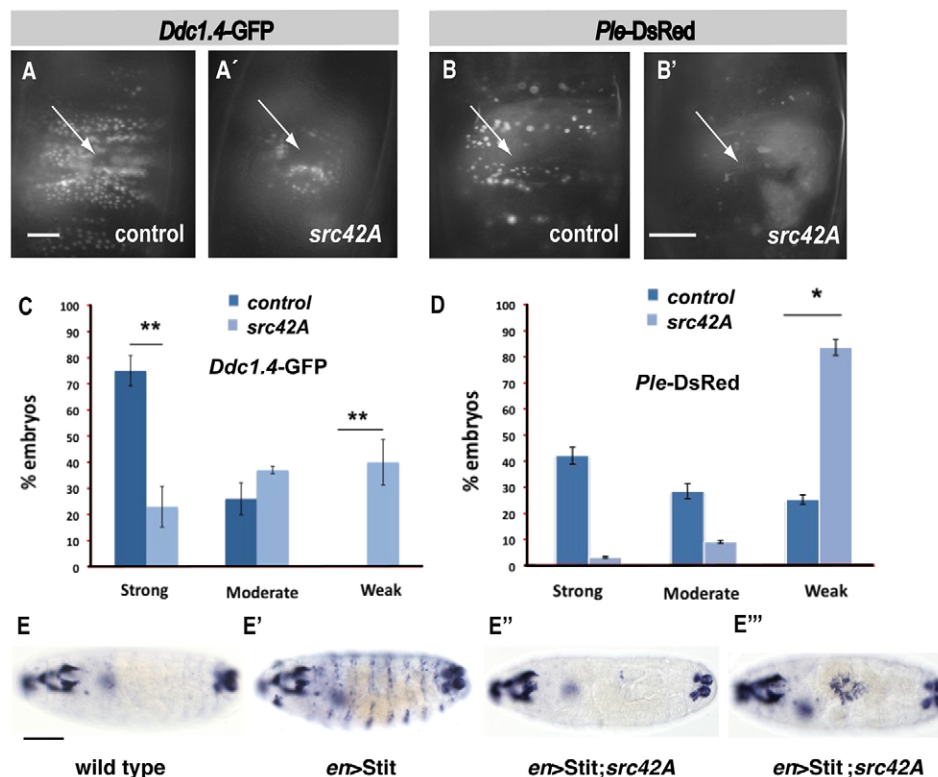 Ddc1.4-GFP
Ple-DsRed
A
A´
B
B'
control
src42A
control
src42A
C
control
src42A
**
**
Ddc1.4-GFP
% embryos
100
90
80
70
60
50
40
30
20
10
0
Strong
Moderate
Weak
D
control
src42A
*
Ple-DsRed
% embryos
100
90
80
70
60
50
40
30
20
10
0
Strong
Moderate
Weak
E
E'
E''
E'''
wild type
en>Stit
en>Stit;src42A
en>Stit ;src42A